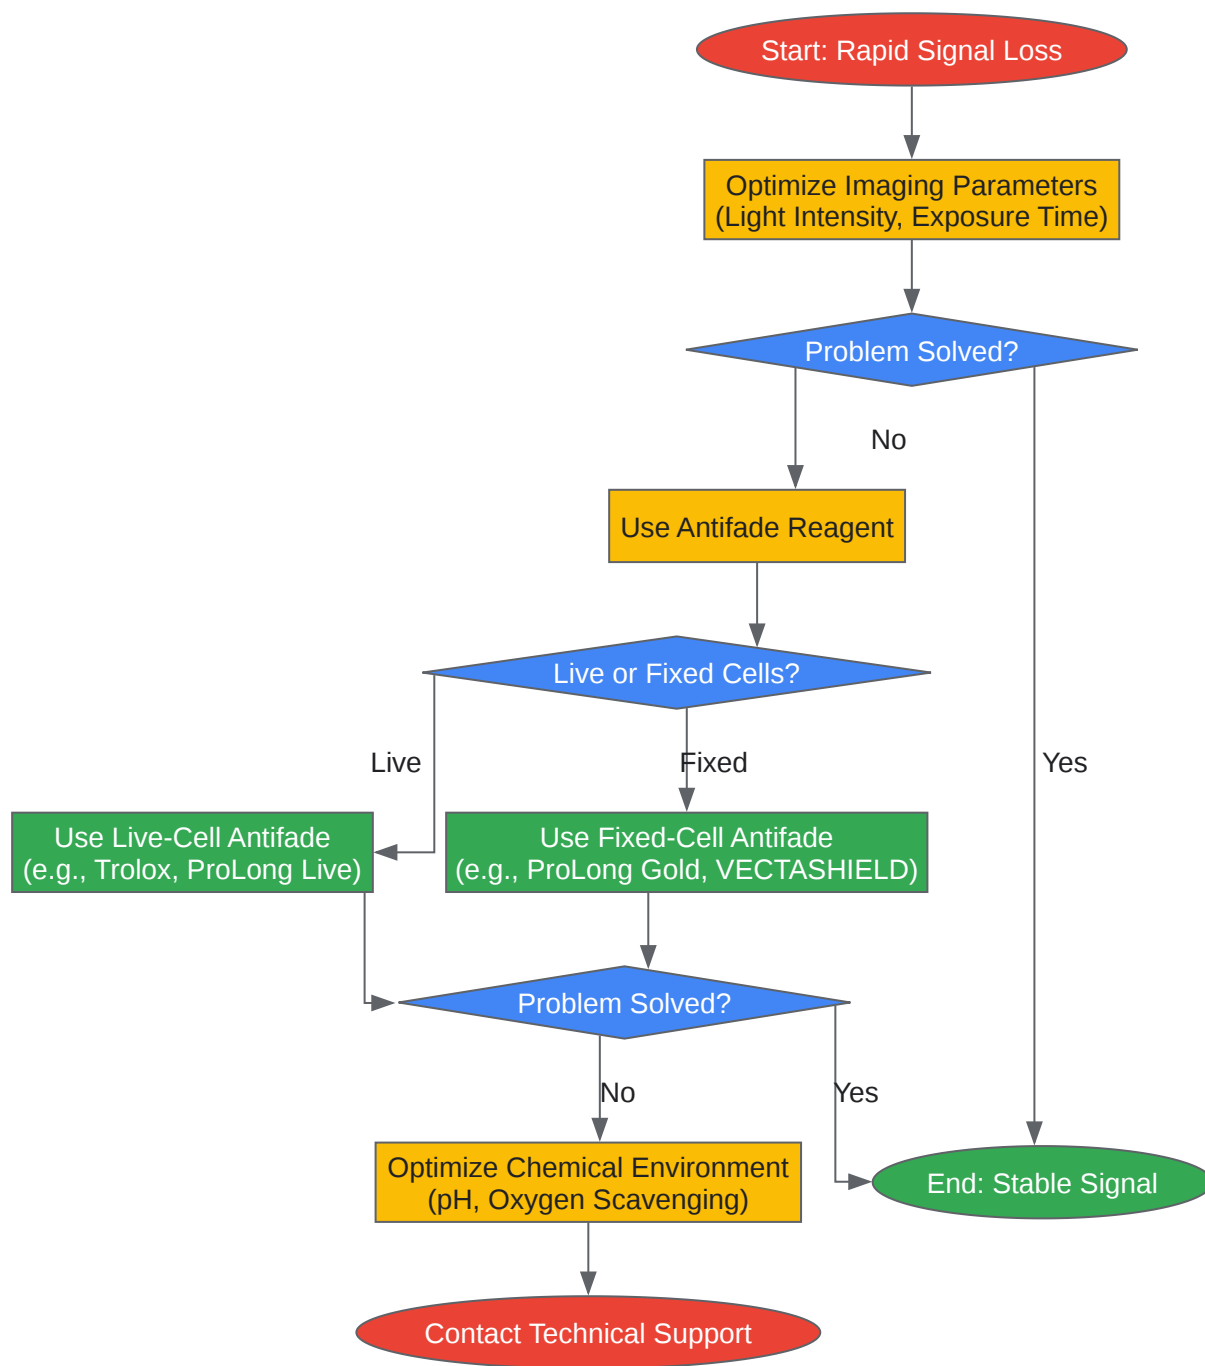 Start: Rapid Signal Loss
Optimize Imaging Parameters
(Light Intensity, Exposure Time)
Problem Solved?
No
Use Antifade Reagent
Live or Fixed Cells?
Live
Fixed
Yes
Use Live-Cell Antifade
(e.g., Trolox, ProLong Live)
Use Fixed-Cell Antifade
(e.g., ProLong Gold, VECTASHIELD)
Problem Solved?
No
Yes
Optimize Chemical Environment
(pH, Oxygen Scavenging)
End: Stable Signal
Contact Technical Support